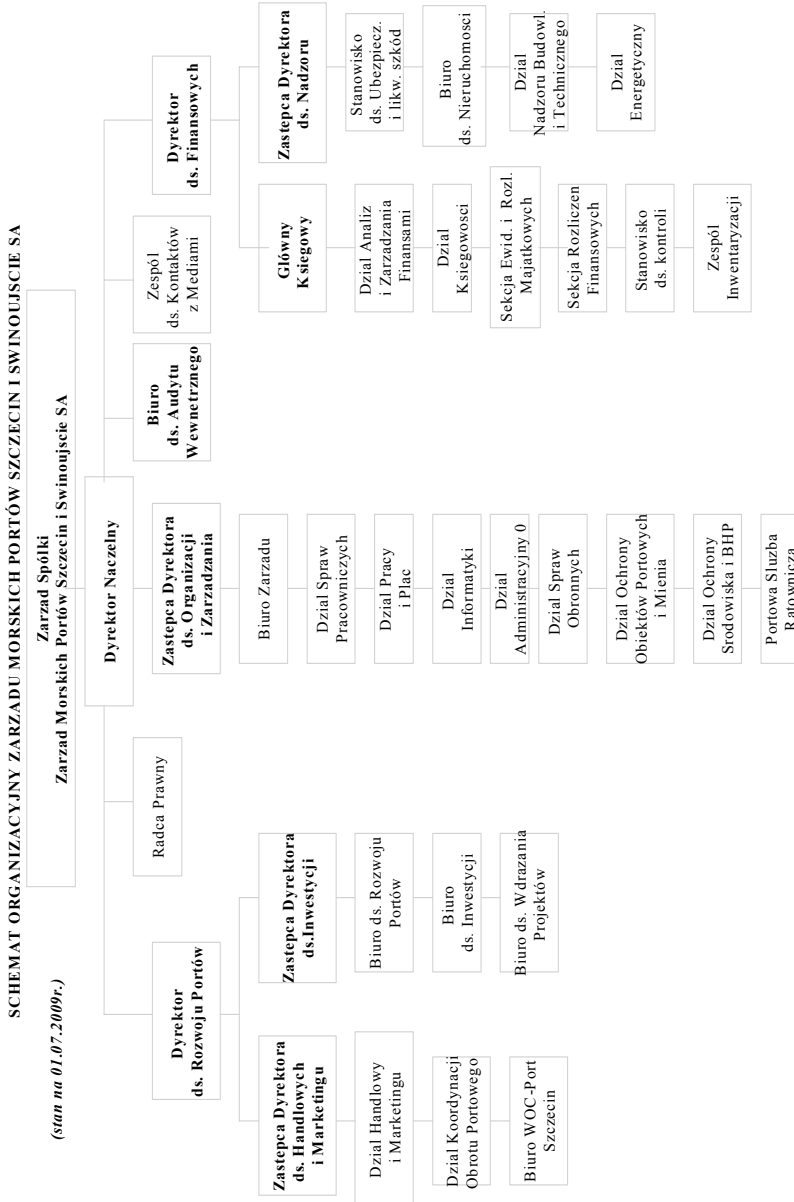 SCHEMAT ORGANIZACYJNY ZARZADU MORSKICH PORTÓW SZCZECIN I SWINOUJSCIE SA
(stan na 01.07.2009r.)
Zarzad Spólki
Zarzad Morskich Portów Szczecin i Swinoujscie SA
Dyrektor Naczelny
Dyrektor
ds. Rozwoju Portów
Radca Prawny
Zastepca Dyrektora
ds. Organizacji
i Zarzadzania
Biuro
ds. Audytu
Wewnetrznego
Zespól
ds. Kontaktów
z Mediami
Dyrektor
ds. Finansowych
Zastepca Dyrektora
ds. Handlowych
i Marketingu
Dzial Handlowy
i Marketingu
Dzial Koordynacji
Obrotu Portowego
Biuro WOC-Port
Szczecin
Zastepca Dyrektora
ds.Inwestycji
Biuro ds. Rozwoju
Portów
Biuro
ds. Inwestycji
Biuro ds. Wdrazania
Projektów
Biuro Zarzadu
Dzial Spraw
Pracowniczych
Dzial Pracy
i Plac
Dzial
Informatyki
Dzial
Administracyjny 0
Dzial Spraw
Obronnych
Dzial Ochrony
Obiektów Portowych
i Mienia
Dzial Ochrony
Srodowiska i BHP
Portowa Sluzba
Ratownicza
Glówny
Ksiegowy
Dzial Analiz
i Zarzadzania
Finansami
Dzial
Ksiegowosci
Sekcja Ewid. i Rozl.
Majatkowych
Sekcja Rozliczen
Finansowych
Stanowisko
ds. kontroli
Zespól
Inwentaryzacji
Zastepca Dyrektora
ds. Nadzoru
Stanowisko
ds. Ubezpiecz.
i likw. szkód
Biuro
ds. Nieruchomosci
Dzial
Nadzoru Budowl.
i Technicznego
Dzial
Energetyczny